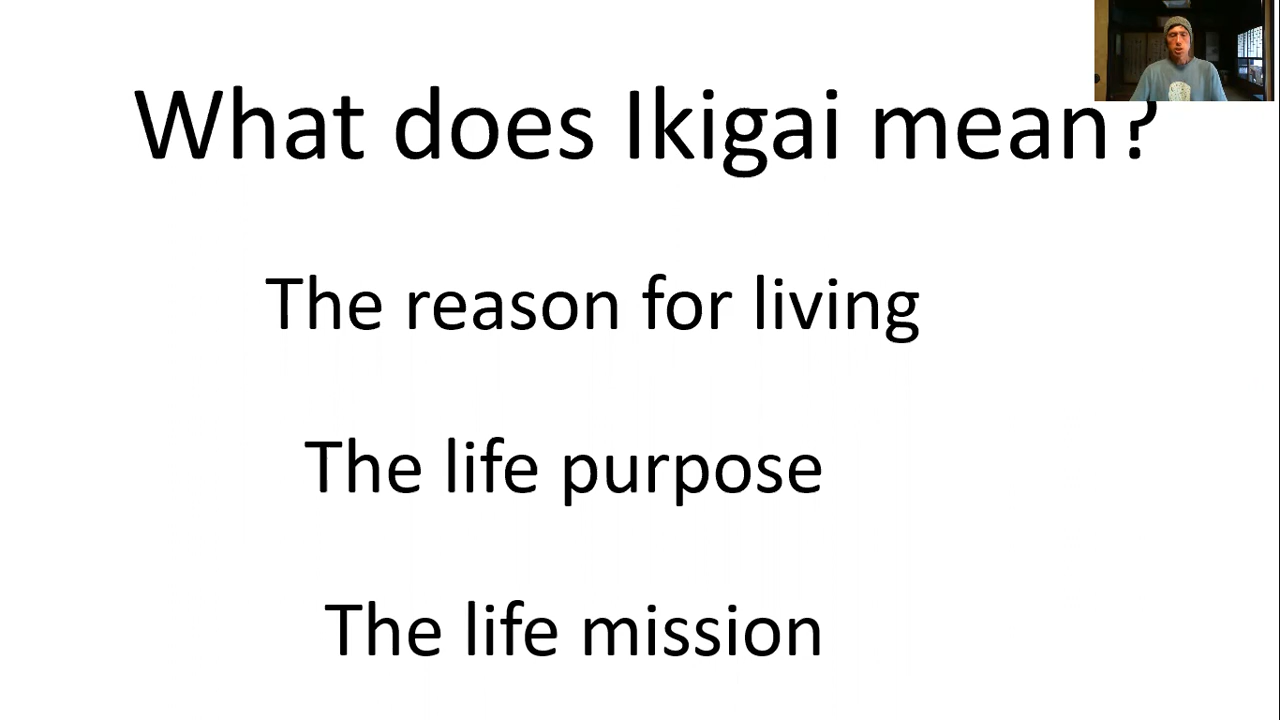 What does Ikigai mean?
The reason for living
The life purpose
The life mission